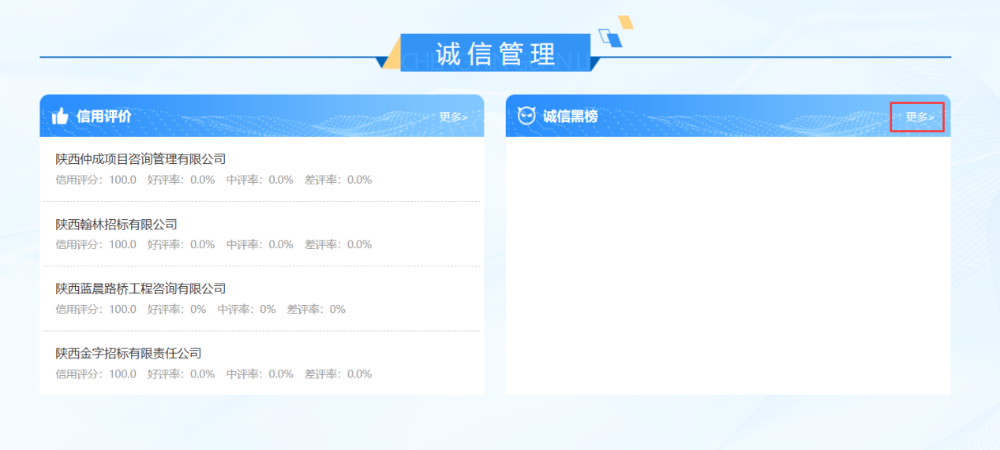 诚信管理
CHENGXIN GUANLI
信用评价
更多>
陕西仲成项目咨询管理有限公司
信用评分：100.0 好评率：0.0% 中评率：0.0% 差评率：0.0%
陕西翰林招标有限公司
信用评分：100.0 好评率：0.0% 中评率：0.0% 差评率：0.0%
陕西蓝晨路桥工程咨询有限公司
信用评分：100.0 好评率：0% 中评率：0% 差评率：0%
陕西金字招标有限责任公司
信用评分：100.0 好评率：0.0% 中评率：0.0% 差评率：0.0%
诚信黑榜
更多>